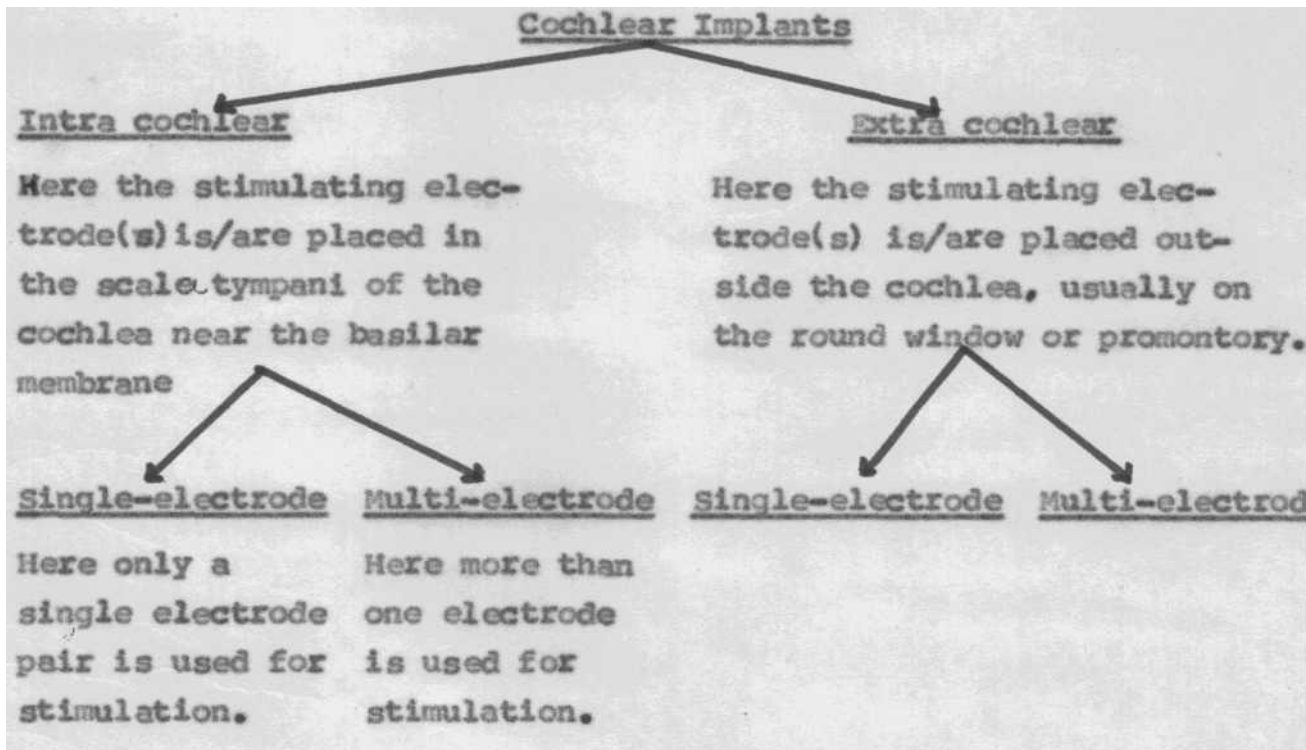 Cochlear Implants
Intra cochlear
Here the stimulating elec-
trode(s)is/are placed in
the scala tympani of the
cochlea near the basilar
membrane
Extra cochlear
Here the stimulating elec-
trode(s) is/are placed out-
side the cochlea, usually on
the round window or promontory.
Single-electrode
Here only a
single electrode
pair is used for
stimulation.
Multi-electrode
Here more than
one electrode
is used for
stimulation.
Single-electrode
Multi-electrod